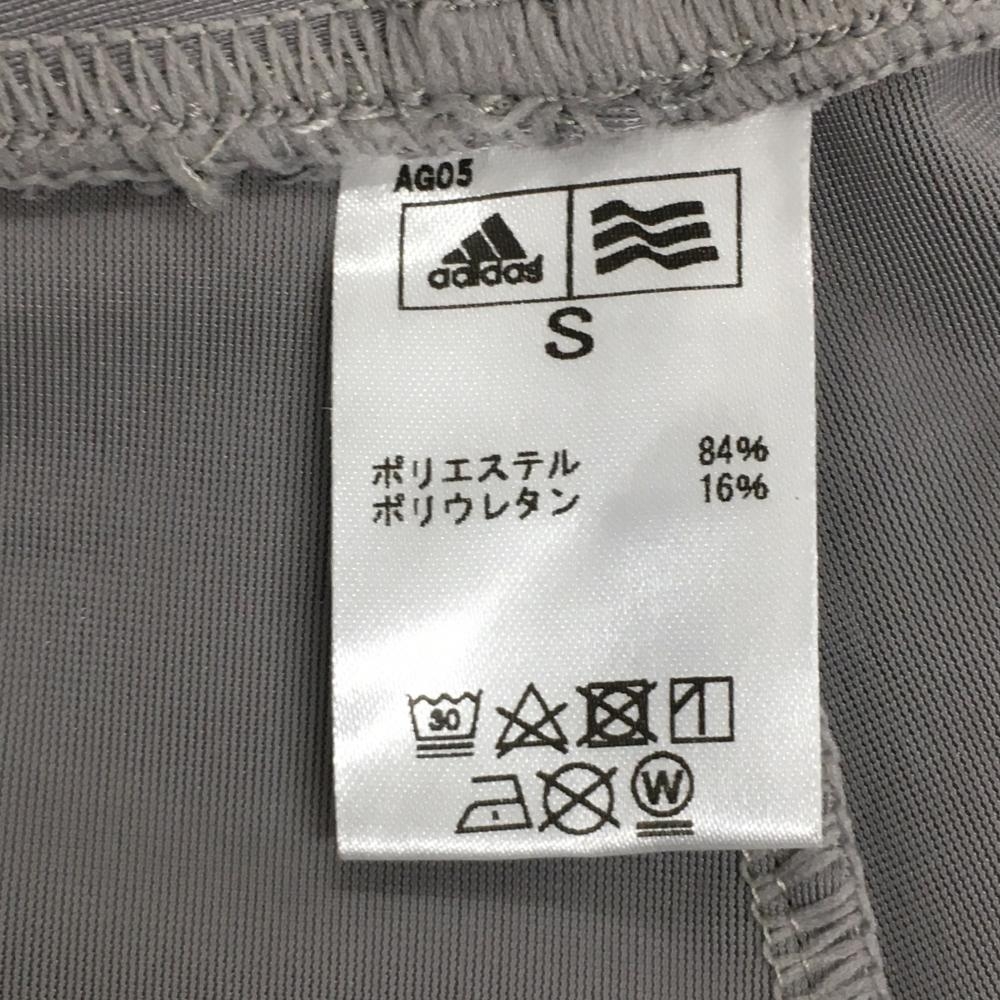 AG05
adidas
S
ポリエステル 84%
ポリウレタン 16%
30
W